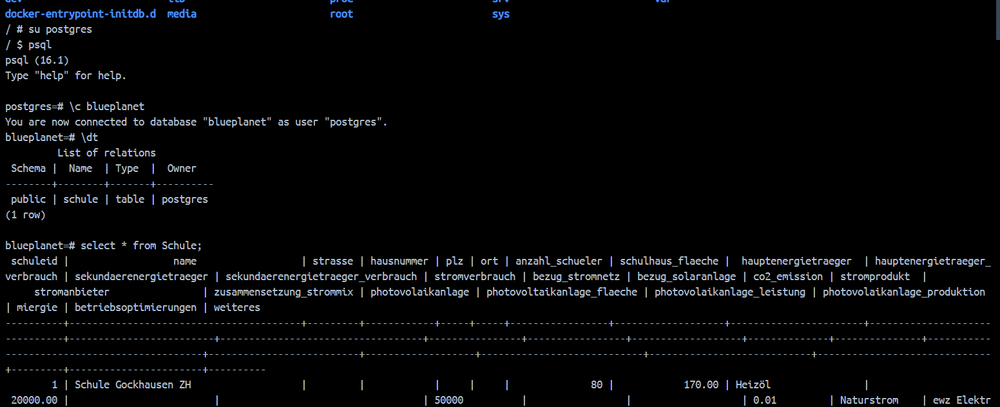 docker-entrypoint-initdb.d  media                       root                        sys
/ # su postgres
/ $ psql
psql (16.1)
Type "help" for help.

postgres=# \c blueplanet
You are now connected to database "blueplanet" as user "postgres".
blueplanet=# \dt
         List of relations
 Schema |  Name  | Type  |  Owner
--------+--------+-------+----------
 public | schule | table | postgres
(1 row)

blueplanet=# select * from Schule;
 schuleid |                  name                  | strasse | hausnummer | plz | ort | anzahl_schueler | schulhaus_flaeche |  hauptenergietraeger  | hauptenergietraeger_
verbrauch | sekundaerenergietraeger | sekundaerenergietraeger_verbrauch | stromverbrauch | bezug_stromnetz | bezug_solaranlage | co2_emission | stromprodukt  |
     stromanbieter                | zusammensetzung_strommix | photovolaikanlage | photovoltaikanlage_flaeche | photovolaikanlage_leistung | photovolaikanlage_produktion
| miergie | betriebsoptimierungen | weiteres
----------+----------------------------------------+---------+------------+-----+-----+-----------------+-------------------+-----------------------+---------------------
----------+-------------------------+-----------------------------------+----------------+-----------------+-------------------+--------------+---------------+-----------
----------------------------------+--------------------------+-------------------+----------------------------+----------------------------+------------------------------
+---------+-----------------------+----------
        1 | Schule Gockhausen ZH                   |         |            |     |     |              80 |            170.00 | Heizöl                |
 20000.00 |                         |                                   | 50000          |                 |                   | 0.01         | Naturstrom    | ewz Elektr